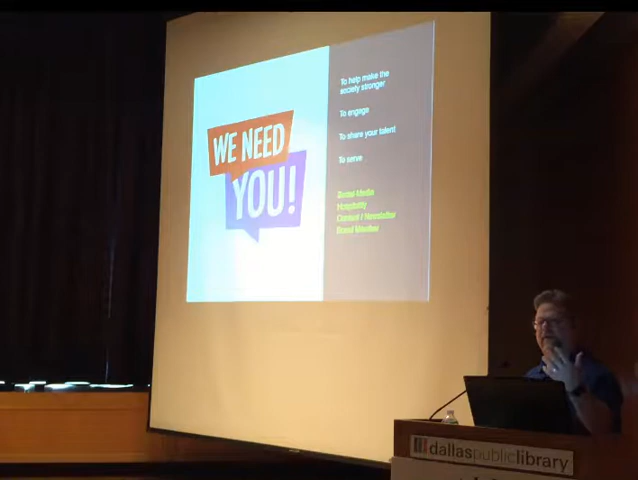 WE NEED
YOU!
To help make the
society stronger
To engage
To share your talent
To serve
Social Media
Hospitality
Content / Newsletter
Board Member
dallaspubliclibrary